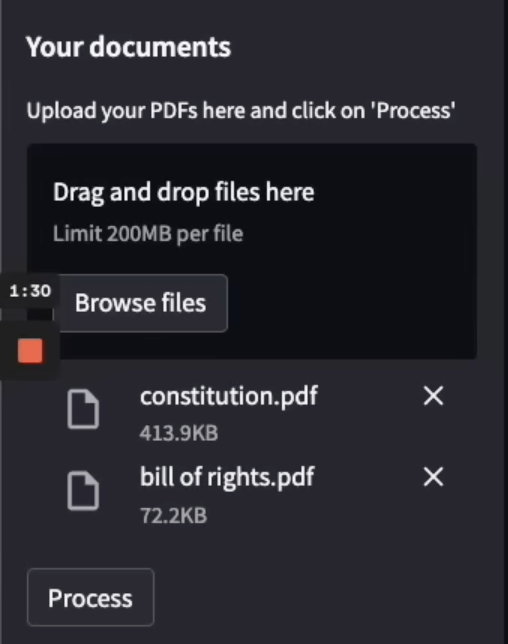 Your documents
Upload your PDFs here and click on 'Process'
Drag and drop files here
Limit 200MB per file
1:30
Browse files
constitution.pdf
413.9KB
bill of rights.pdf
72.2KB
Process